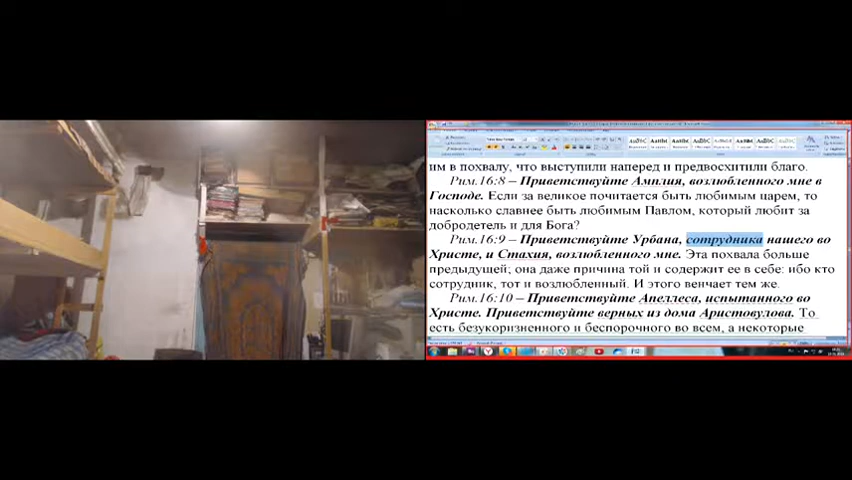 им в похвалу, что выступили наперед и предвосхитили благо.
Рим.16:8 – Приветствуйте Амплия, возлюбленного мне в
Господе. Если за великое почитается быть любимым царем, то
насколько славнее быть любимым Павлом, который любит за
добродетель и для Бога?
Рим.16:9 – Приветствуйте Урбана, сотрудника нашего во
Христе, и Стахия, возлюбленного мне. Эта похвала больше
предыдущей; она даже причина той и содержит ее в себе: ибо кто
сотрудник, тот и возлюбленный. И этого венчает тем же.
Рим.16:10 – Приветствуйте Апеллеса, испытанного во
Христе. Приветствуйте верных из дома Аристовулова. То
есть безукоризненного и беспорочного во всем, а некоторые